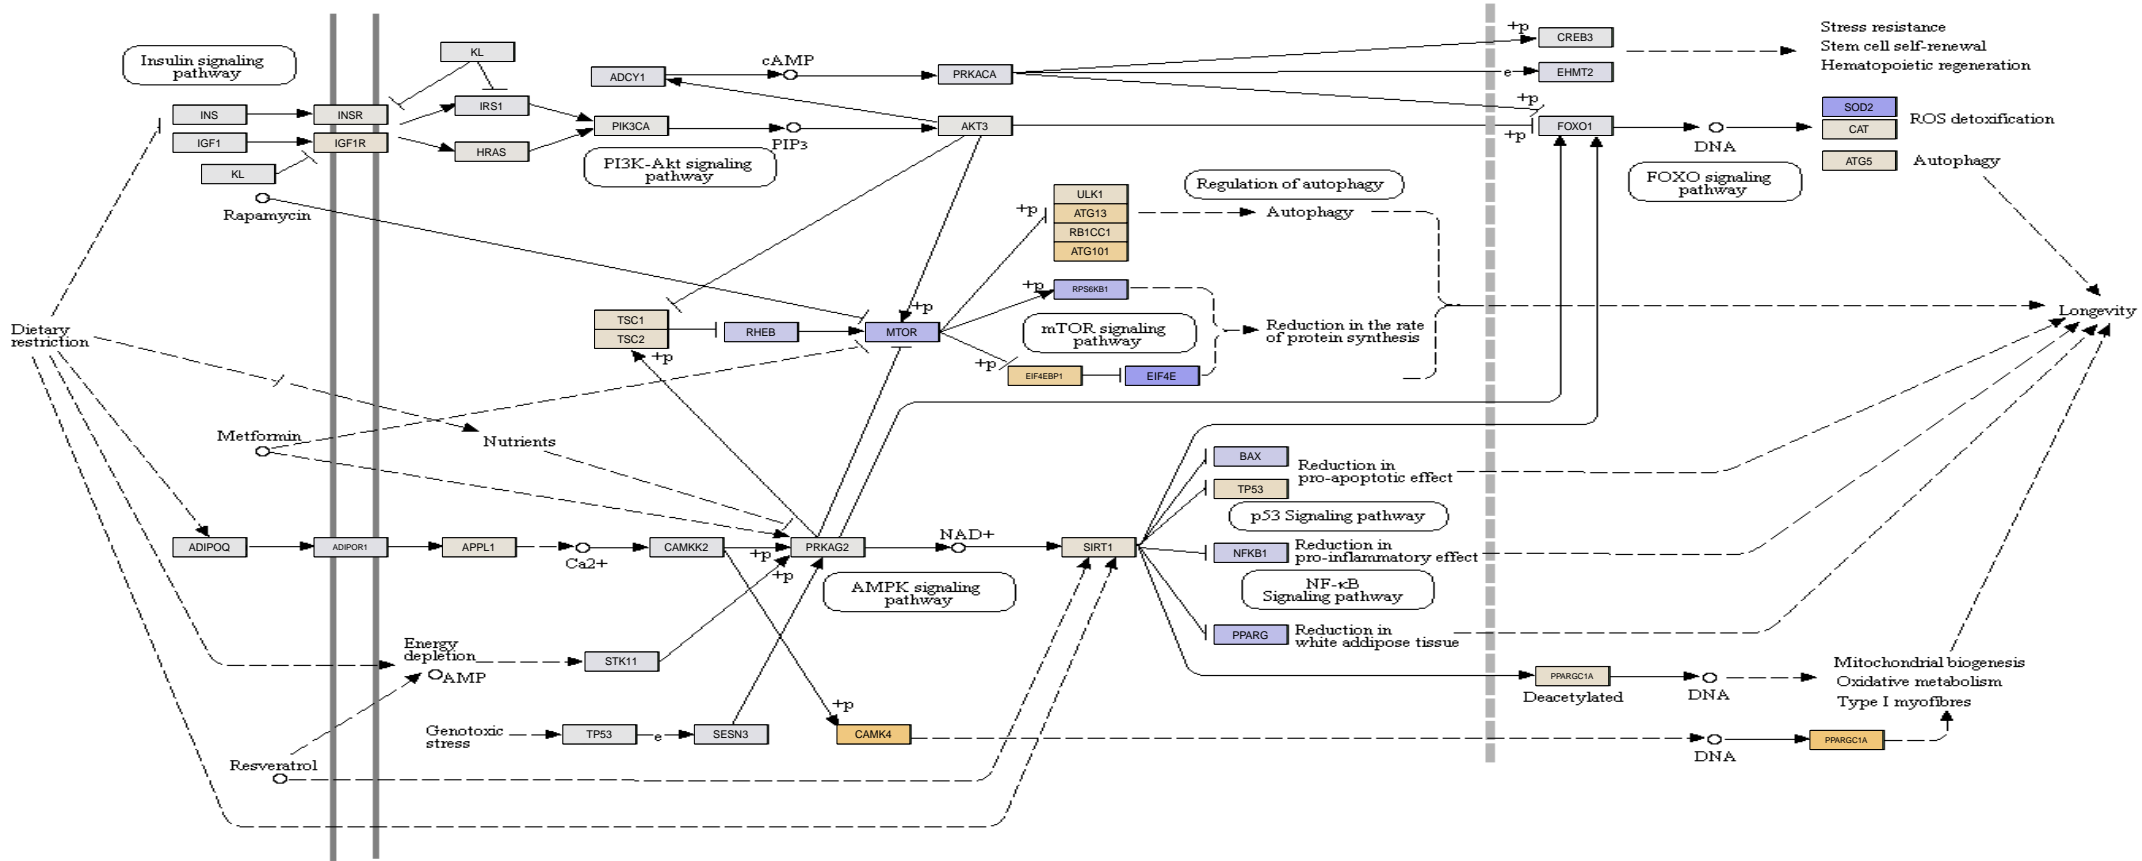 Insulin signaling
pathway
KL
INS
INSR
IGF1
IGF1R
KL
IRS1
HRAS
Rapamycin
ADCY1
cAMP
PRKACA
PIK3CA
PIP3
AKT3
PI3K-Akt signaling
pathway
+p
CREB3
e
EHMT2
+p
+p
FOXO1
Stress resistance
Stem cell self-renewal
Hematopoietic regeneration
DNA
SOD2
CAT
ROS detoxification
ATG5
Autophagy
FOXO signaling
pathway
ULK1
ATG13
RB1CC1
ATG101
+p
Regulation of autophagy
Autophagy
+p
RPS6KB1
mTOR signaling
pathway
Reduction in the rate
of protein synthesis
+p
EIF4EBP1
EIF4E
TSC1
TSC2
+p
RHEB
+p
MTOR
Dietary
restriction
Longevity
Metformin
Nutrients
ADIPOQ
ADIPOR1
APPL1
Ca2+
CAMKK2
+p
+p
PRKAG2
NAD+
SIRT1
AMPK signaling
pathway
BAX
Reduction in
pro-apoptotic effect
TP53
p53 Signaling pathway
NFKB1
Reduction in
pro-inflammatory effect
NF-κB
Signaling pathway
PPARG
Reduction in
white addipose tissue
Energy
depletion
AMP
STK11
Genotoxic
stress
TP53
e
SESN3
+p
CAMK4
Resveratrol
PPARGC1A
Deacetylated
DNA
Mitochondrial biogenesis
Oxidative metabolism
Type I myofibres
DNA
PPARGC1A